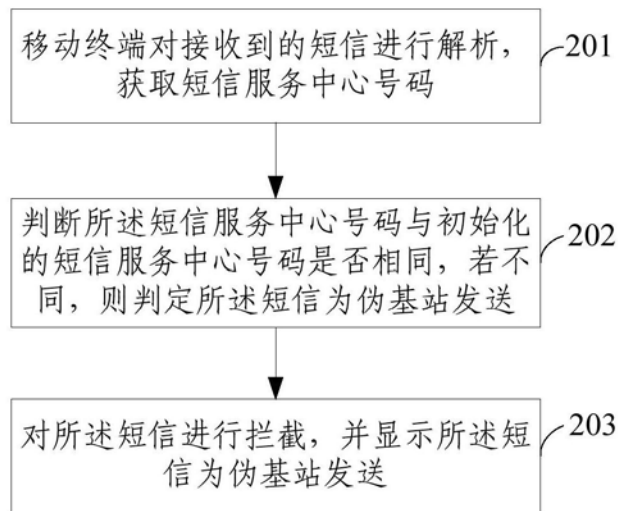 移动终端对接收到的短信进行解析，
获取短信服务中心号码
201
判断所述短信服务中心号码与初始化
的短信服务中心号码是否相同，若不
同，则判定所述短信为伪基站发送
202
对所述短信进行拦截，并显示所述短
信为伪基站发送
203